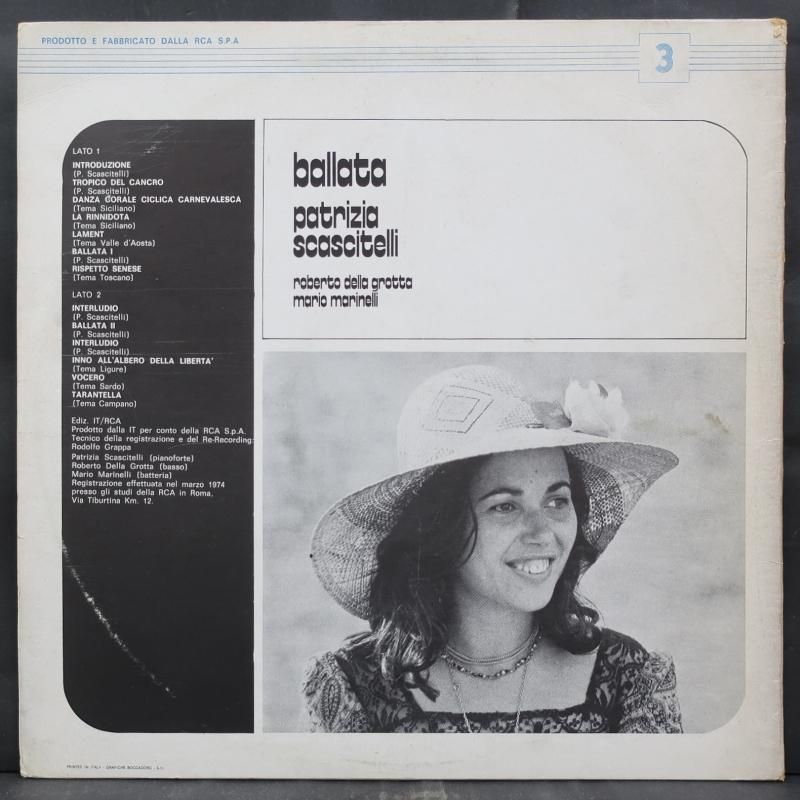 PRODOTTO E FABBRICATO DALLA RCA S.P.A
3
LATO 1
INTRODUZIONE
(P. Scascitelli)
TROPICO DEL CANCRO
(P. Scascitelli)
DANZA CORALE CICLICA CARNEVALESCA
(Tema Siciliano)
LA RINNIDOTA
(Tema Siciliano)
LAMENT
(Tema Valle d'Aosta)
BALLATA I
(P. Scascitelli)
RISPETTO SENESE
(Tema Toscano)
LATO 2
INTERLUDIO
(P. Scascitelli)
BALLATA II
(P. Scascitelli)
INTERLUDIO
(P. Scascitelli)
INNO ALL'ALBERO DELLA LIBERTA'
(Tema Ligure)
VOCERO
(Tema Sardo)
TARANTELLA
(Tema Campano)
Ediz. IT/RCA
Prodotto dalla IT per conto della RCA S.p.A.
Tecnico della registrazione e del Re-Recording:
Rodolfo Grappa
Patrizia Scascitelli (pianoforte)
Roberto Della Grotta (basso)
Mario Marinelli (batteria)
Registrazione effettuata nel marzo 1974
presso gli studi della RCA in Roma,
Via Tiburtina Km. 12.
ballata
patrizia
scascitelli
roberto della grotta
mario marinelli
PRINTED IN ITALY - GRAFICHE BOCCADORO